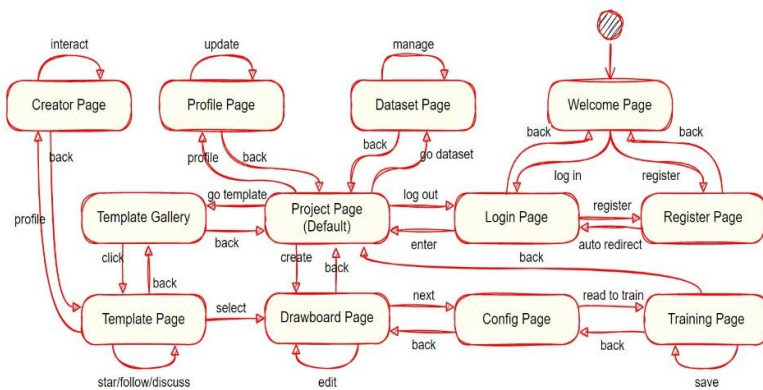 interact
update
manage
Creator Page
Profile Page
Dataset Page
Welcome Page
back
profile
back
back
go dataset
back
back
log in
register
profile
go template
log out
Template Gallery
Project Page
(Default)
Login Page
register
Register Page
back
enter
auto redirect
click
back
create
back
back
Template Page
select
Drawboard Page
next
Config Page
read to train
Training Page
back
back
star/follow/discuss
edit
save